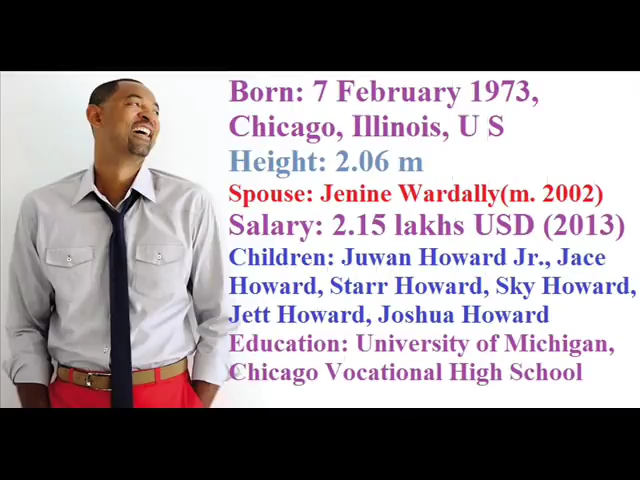 Born: 7 February 1973,
Chicago, Illinois, U S
Height: 2.06 m
Spouse: Jenine Wardally(m. 2002)
Salary: 2.15 lakhs USD (2013)
Children: Juwan Howard Jr., Jace
Howard, Starr Howard, Sky Howard,
Jett Howard, Joshua Howard
Education: University of Michigan,
Chicago Vocational High School